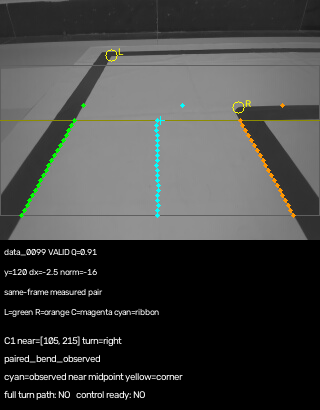 L
R
data_0099 VALID Q=0.91
y=120 dx=-2.5 norm=-16
same-frame measured pair
L=green R=orange C=magenta cyan=ribbon
C1 near=[105, 215] turn=right
paired_bend_observed
cyan=observed near midpoint yellow=corner
full turn path: NO control ready: NO